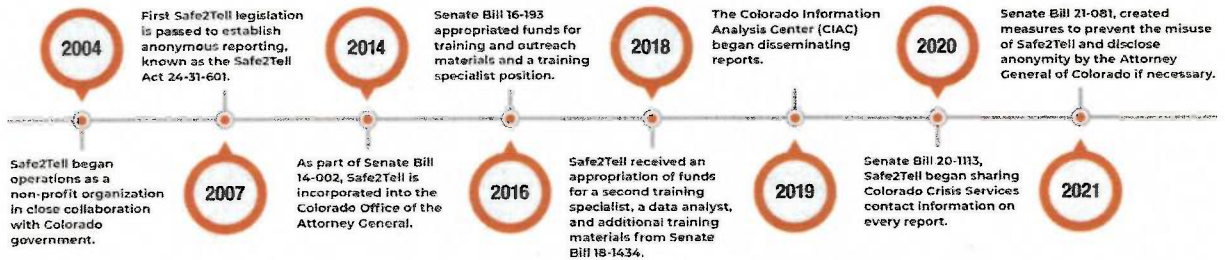 2004
Safe2Tell began
operations as a
non-profit organization
in close collaboration
with Colorado
government.
First Safe2Tell legislation
is passed to establish
anonymous reporting,
known as the Safe2Tell
Act 24-31-601.
2007
2014
As part of Senate Bill
14-002, Safe2Tell is
incorporated into the
Colorado Office of the
Attorney General.
Senate Bill 16-193
appropriated funds for
training and outreach
materials and a training
specialist position.
2016
2018
Safe2Tell received an
appropriation of funds
for a second training
specialist, a data analyst,
and additional training
materials from Senate
Bill 18-1434.
The Colorado Information
Analysis Center (CIAC)
began disseminating
reports.
2019
2020
Senate Bill 20-1113,
Safe2Tell began sharing
Colorado Crisis Services
contact information on
every report.
Senate Bill 21-081, created
measures to prevent the misuse
of Safe2Tell and disclose
anonymity by the Attorney
General of Colorado if necessary.
2021